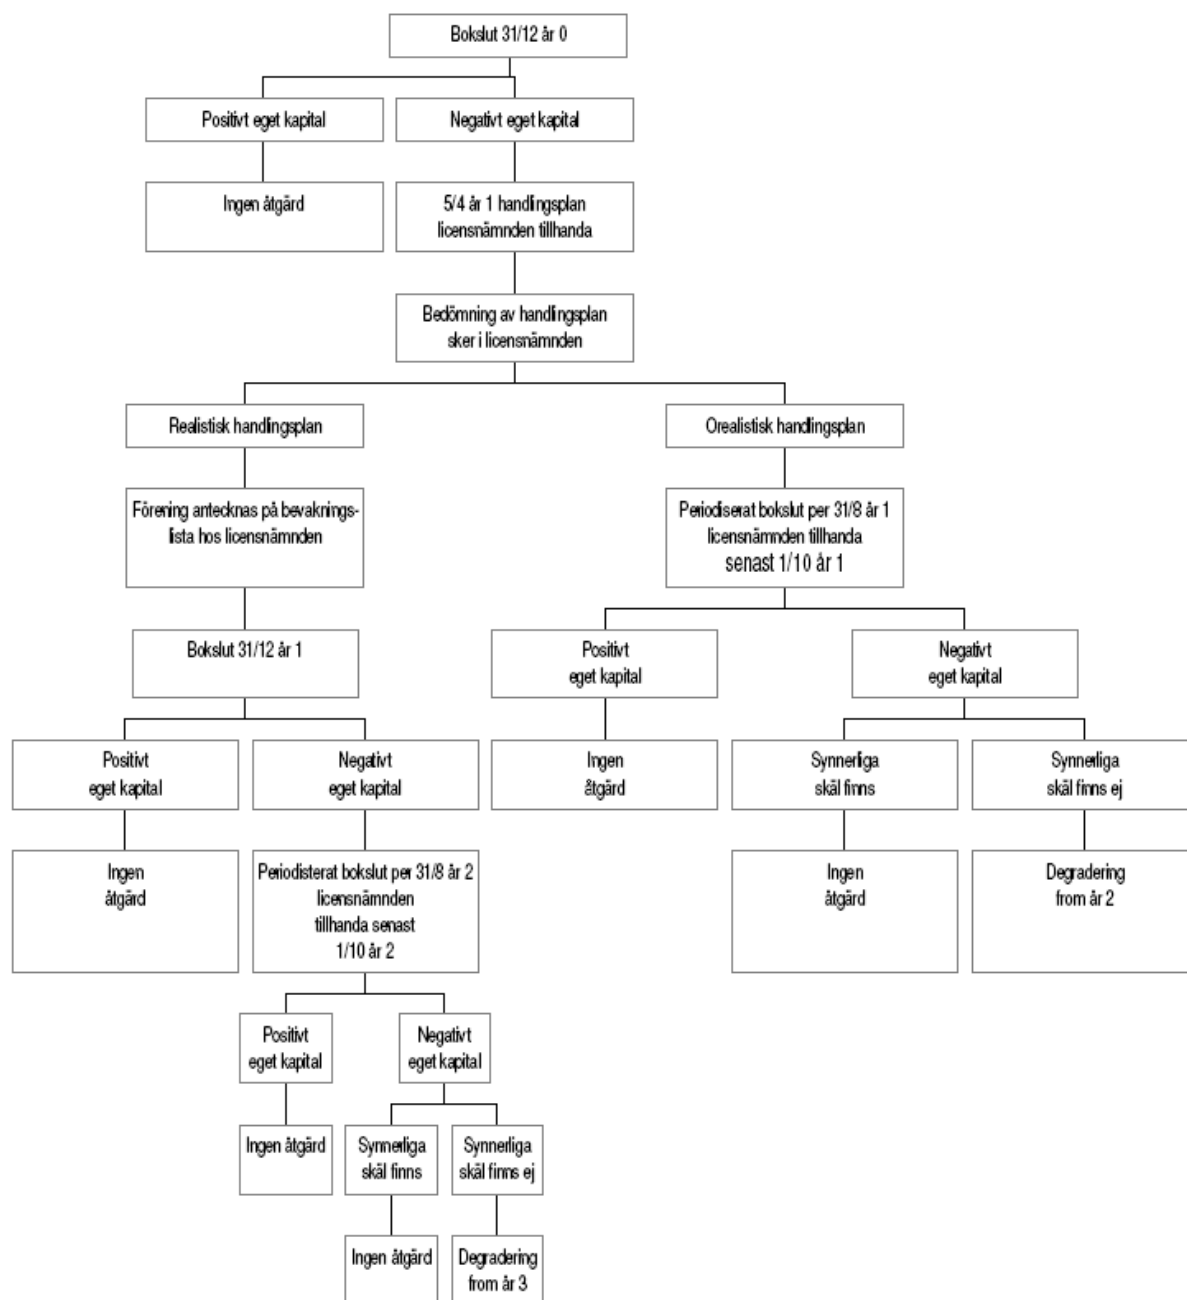 Bokslut 31/12 år 0
Positivt eget kapital
Negativt eget kapital
Ingen åtgärd
5/4 år 1 handlingsplan
licensnämnden tillhanda
Bedömning av handlingsplan
sker i licensnämnden
Realistisk handlingsplan
Orealistisk handlingsplan
Förening antecknas på bevaknings-
lista hos licensnämnden
Periodiserat bokslut per 31/8 år 1
licensnämnden tillhanda
senast 1/10 år 1
Bokslut 31/12 år 1
Positivt
eget kapital
Negativt
eget kapital
Positivt
eget kapital
Negativt
eget kapital
Ingen
åtgärd
Synnerliga
skäl finns
Synnerliga
skäl finns ej
Ingen
åtgärd
Periodisterat bokslut per 31/8 år 2
licensnämnden
tillhanda senast
1/10 år 2
Ingen
åtgärd
Degradering
from år 2
Positivt
eget kapital
Negativt
eget kapital
Ingen åtgärd
Synnerliga
skäl finns
Synnerliga
skäl finns ej
Ingen åtgärd
Degradering
from år 3